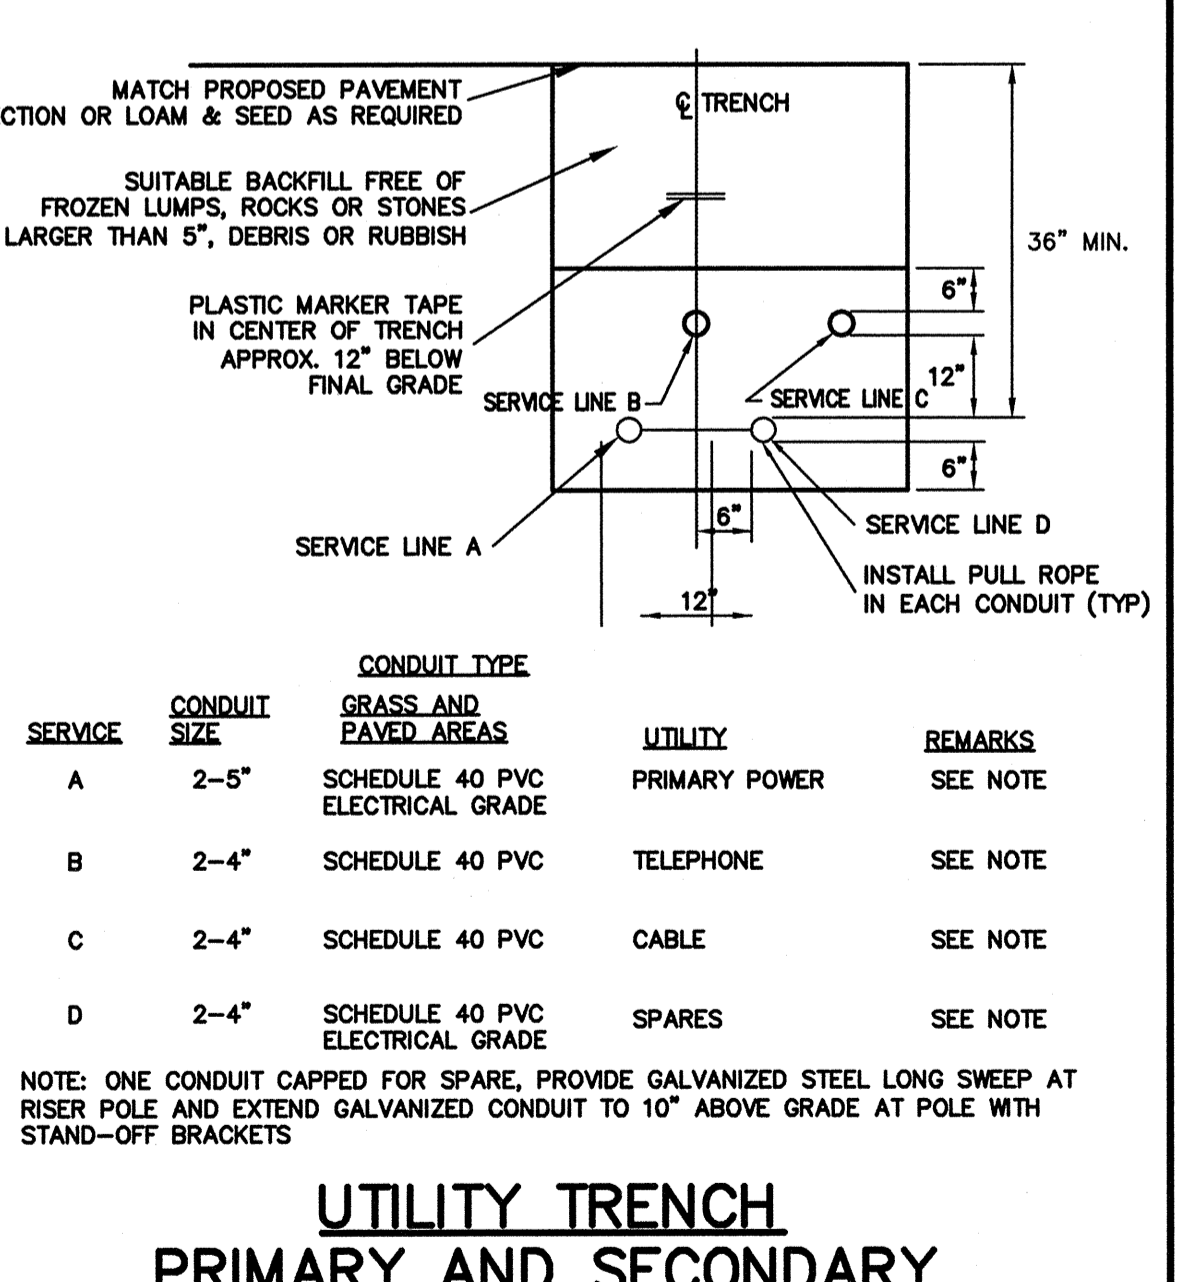 MATCH PROPOSED PAVEMENT
CTION OR LOAM & SEED AS REQUIRED
℄ TRENCH
SUITABLE BACKFILL FREE OF
FROZEN LUMPS, ROCKS OR STONES
LARGER THAN 5", DEBRIS OR RUBBISH
36" MIN.
6"
PLASTIC MARKER TAPE
IN CENTER OF TRENCH
APPROX. 12" BELOW
FINAL GRADE
12"
SERVICE LINE B
SERVICE LINE C
6"
6"
SERVICE LINE D
SERVICE LINE A
INSTALL PULL ROPE
IN EACH CONDUIT (TYP)
12"
CONDUIT TYPE
SERVICE
CONDUIT
SIZE
GRASS AND
PAVED AREAS
UTILITY
REMARKS
A 2-5" SCHEDULE 40 PVC PRIMARY POWER SEE NOTE
ELECTRICAL GRADE
B 2-4" SCHEDULE 40 PVC TELEPHONE SEE NOTE
C 2-4" SCHEDULE 40 PVC CABLE SEE NOTE
D 2-4" SCHEDULE 40 PVC SPARES SEE NOTE
ELECTRICAL GRADE
NOTE: ONE CONDUIT CAPPED FOR SPARE, PROVIDE GALVANIZED STEEL LONG SWEEP AT
RISER POLE AND EXTEND GALVANIZED CONDUIT TO 10" ABOVE GRADE AT POLE WITH
STAND-OFF BRACKETS
UTILITY TRENCH
PRIMARY AND SECONDARY